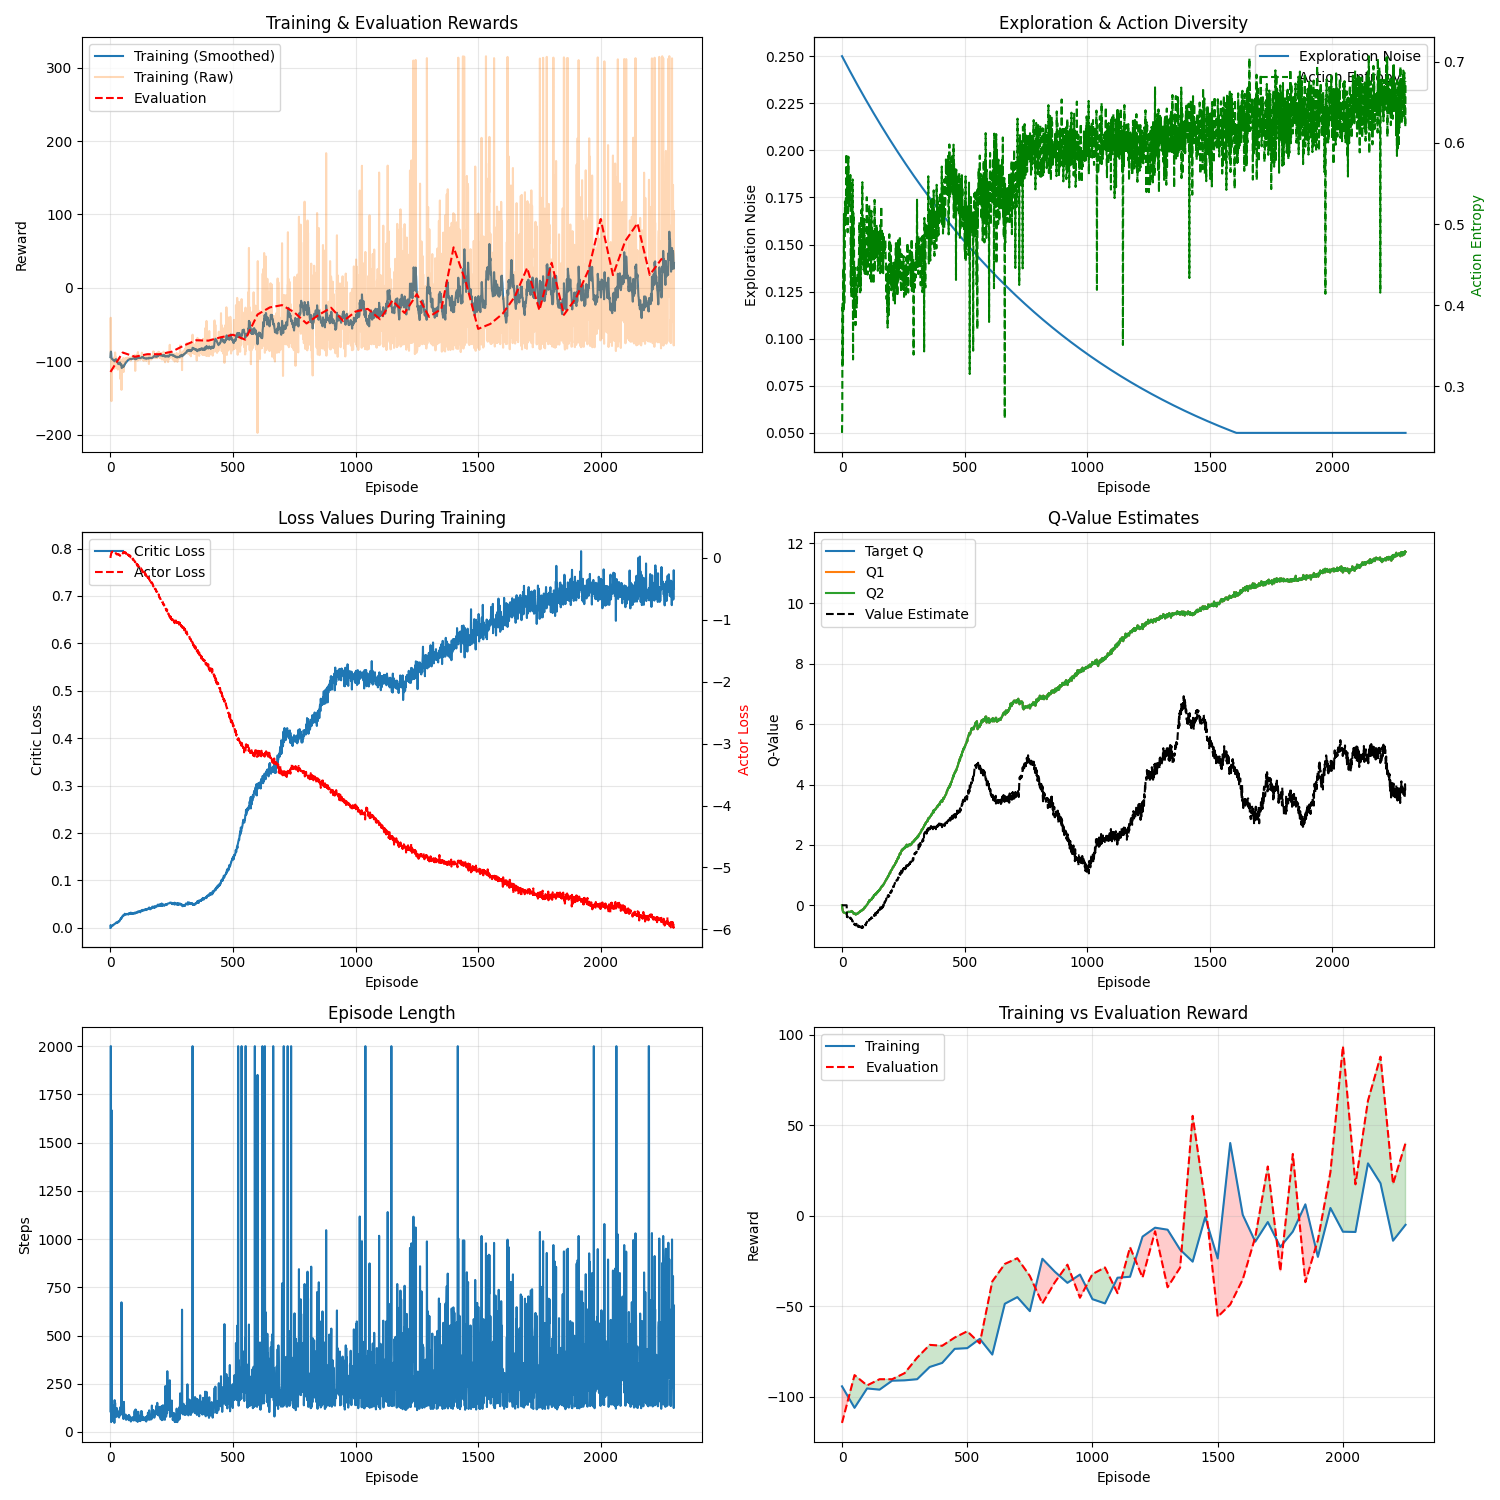 Training & Evaluation Rewards
Training (Smoothed)
Training (Raw)
Evaluation
300
200
100
0
−100
−200
Reward
0
500
1000
1500
2000
Episode
Exploration & Action Diversity
Exploration Noise
Action Entropy
0.250
0.225
0.200
0.175
0.150
0.125
0.100
0.075
0.050
Exploration Noise
0.7
0.6
0.5
0.4
0.3
Action Entropy
0
500
1000
1500
2000
Episode
Loss Values During Training
Critic Loss
Actor Loss
0.8
0.7
0.6
0.5
0.4
0.3
0.2
0.1
0.0
Critic Loss
0
−1
−2
−3
−4
−5
−6
Actor Loss
0
500
1000
1500
2000
Episode
Q-Value Estimates
Target Q
Q1
Q2
Value Estimate
12
10
8
6
4
2
0
Q-Value
0
500
1000
1500
2000
Episode
Episode Length
2000
1750
1500
1250
1000
750
500
250
0
Steps
0
500
1000
1500
2000
Episode
Training vs Evaluation Reward
Training
Evaluation
100
50
0
−50
−100
Reward
0
500
1000
1500
2000
Episode